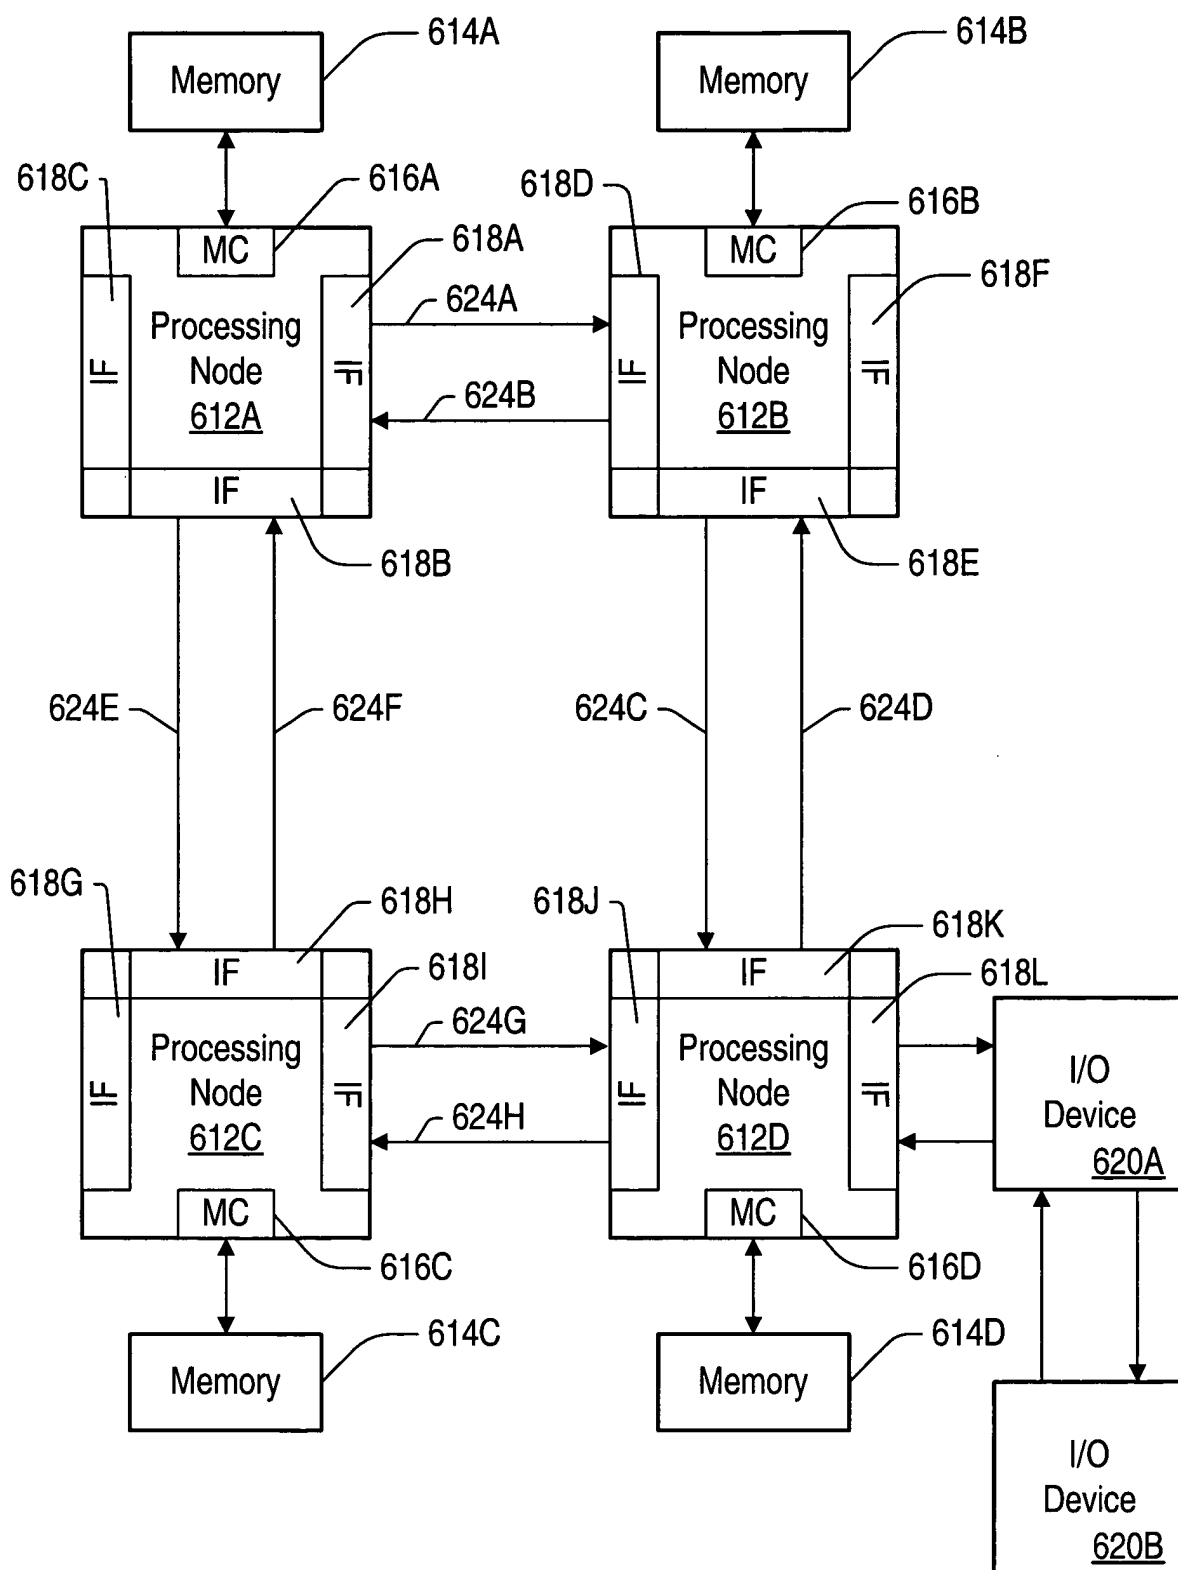 614A
614B
Memory
Memory
618C
616A
618D
616B
MC
618A
MC
618F
624A
Processing
Node
612A
Processing
Node
612B
IF
IF
624B
IF
IF
IF
IF
618B
618E
624E
624F
624C
624D
618G
618H
618J
618K
IF
618I
IF
618L
624G
Processing
Node
612C
Processing
Node
612D
I/O
Device
620A
IF
IF
624H
IF
IF
MC
MC
616C
616D
614C
614D
Memory
Memory
I/O
Device
620B